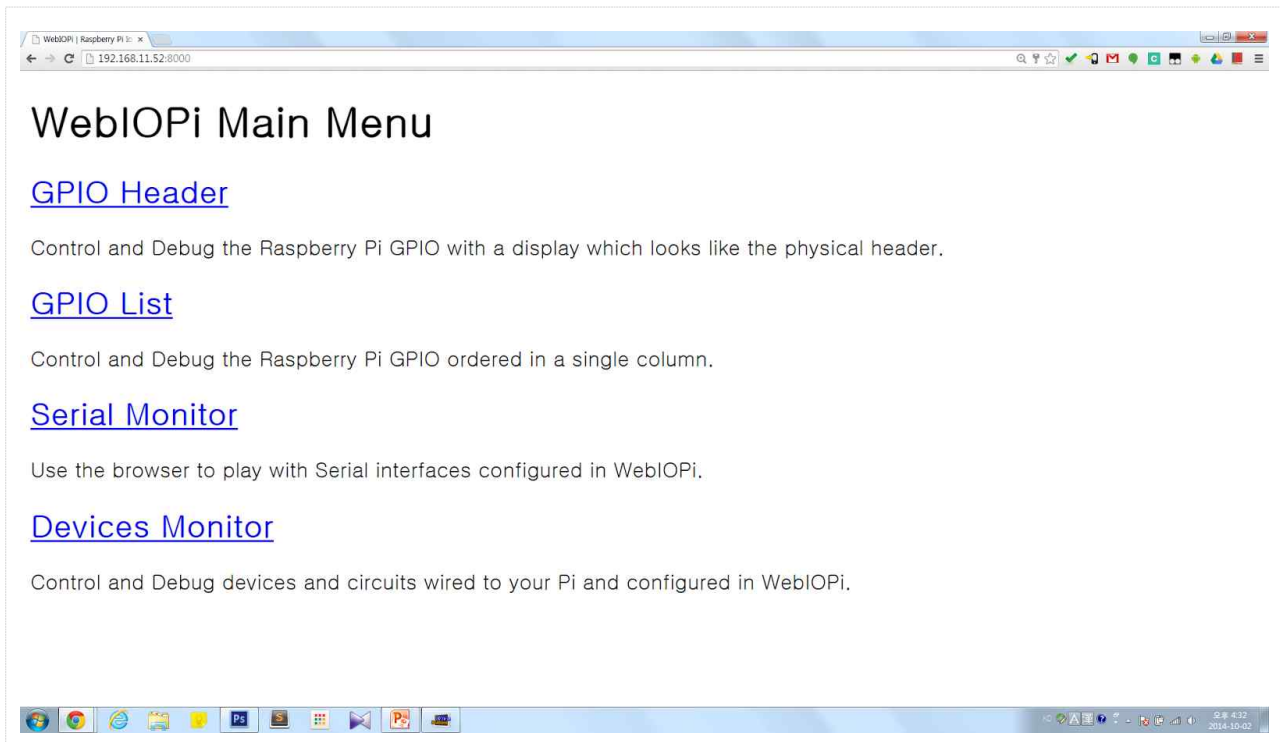 WebIOPi | Raspberry Pi
192.168.11.52:8000
WebIOPi Main Menu
GPIO Header
Control and Debug the Raspberry Pi GPIO with a display which looks like the physical header.
GPIO List
Control and Debug the Raspberry Pi GPIO ordered in a single column.
Serial Monitor
Use the browser to play with Serial interfaces configured in WebIOPi.
Devices Monitor
Control and Debug devices and circuits wired to your Pi and configured in WebIOPi.
Ps
오후 4:32
2014-10-02